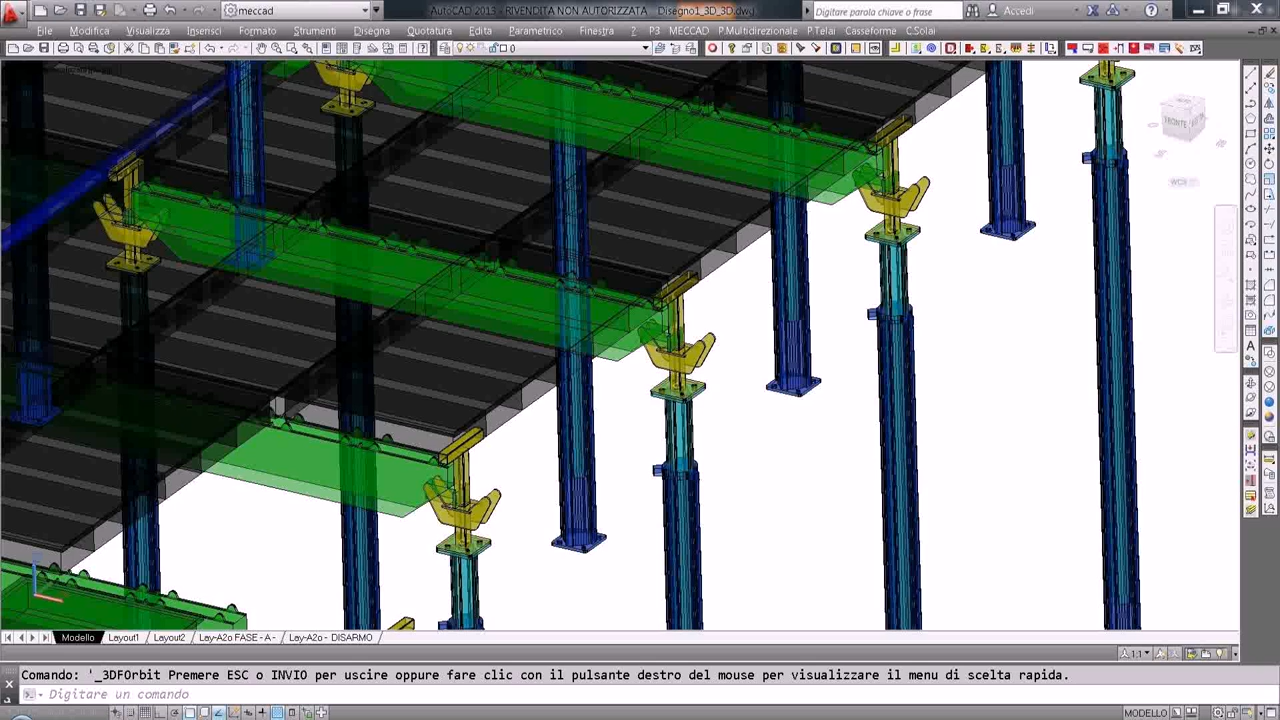 meccad
AutoCAD 2013 - RIVENDITA NON AUTORIZZATA
Disegno1_3D_3D.dwg
Digitare parola chiave o frase
Accedi
File Modifica Visualizza Inserisci Formato Strumenti Disegna Quotatura Edita Parametrico Finestra ? P3 MECCAD P.Multidirezionale P.Telai Casseforme C.Solai
0
FRONTE
WCS
Modello Layout1 Layout2 Lay-A2o FASE - A - Lay-A2o - DISARMO
1:1
Comando: '_3DFOrbit Premere ESC o INVIO per uscire oppure fare clic con il pulsante destro del mouse per visualizzare il menu di scelta rapida.
Digitare un comando
MODELLO